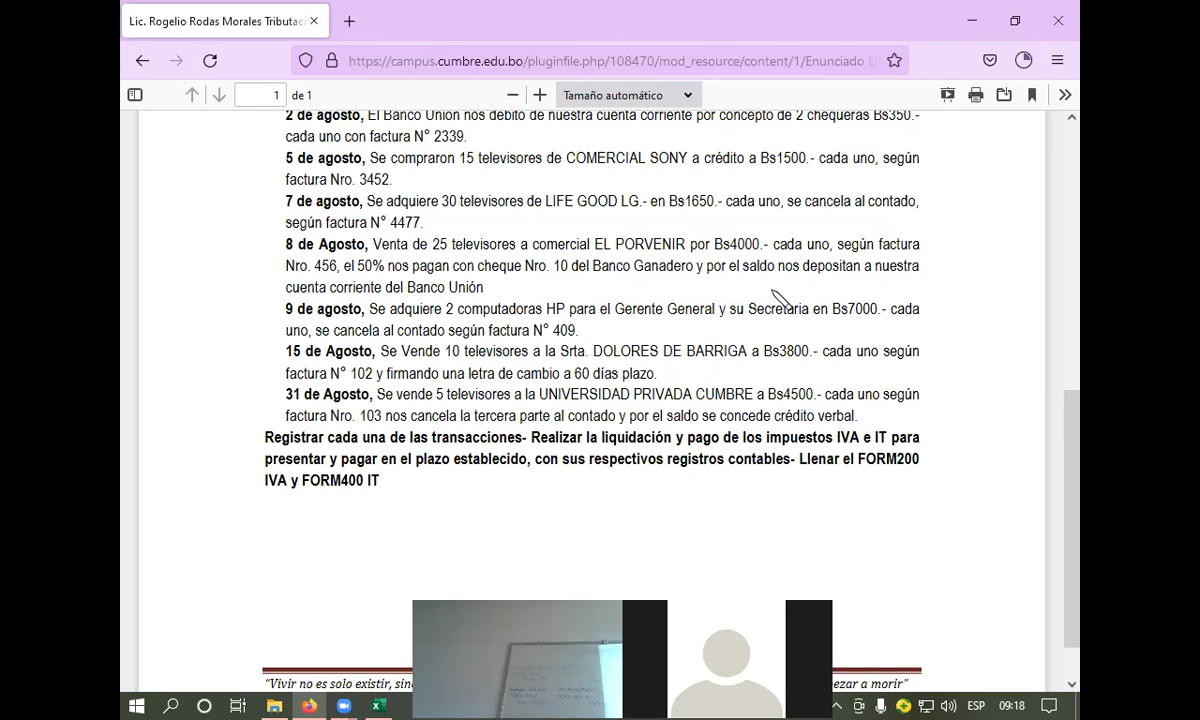 Lic. Rogelio Rodas Morales Tributac
https://campus.cumbre.edu.bo/pluginfile.php/108470/mod_resource/content/1/Enunciado
1 de 1
Tamaño automático
2 de agosto, El Banco Unión nos debito de nuestra cuenta corriente por concepto de 2 chequeras Bs350.-
cada uno con factura N° 2339.
5 de agosto, Se compraron 15 televisores de COMERCIAL SONY a crédito a Bs1500.- cada uno, según
factura Nro. 3452.
7 de agosto, Se adquiere 30 televisores de LIFE GOOD LG.- en Bs1650.- cada uno, se cancela al contado,
según factura N° 4477.
8 de Agosto, Venta de 25 televisores a comercial EL PORVENIR por Bs4000.- cada uno, según factura
Nro. 456, el 50% nos pagan con cheque Nro. 10 del Banco Ganadero y por el saldo nos depositan a nuestra
cuenta corriente del Banco Unión
9 de agosto, Se adquiere 2 computadoras HP para el Gerente General y su Secretaria en Bs7000.- cada
uno, se cancela al contado según factura N° 409.
15 de Agosto, Se Vende 10 televisores a la Srta. DOLORES DE BARRIGA a Bs3800.- cada uno según
factura N° 102 y firmando una letra de cambio a 60 días plazo.
31 de Agosto, Se vende 5 televisores a la UNIVERSIDAD PRIVADA CUMBRE a Bs4500.- cada uno según
factura Nro. 103 nos cancela la tercera parte al contado y por el saldo se concede crédito verbal.
Registrar cada una de las transacciones- Realizar la liquidación y pago de los impuestos IVA e IT para
presentar y pagar en el plazo establecido, con sus respectivos registros contables- Llenar el FORM200
IVA y FORM400 IT
"Vivir no es solo existir, sin ezar a morir"
ESP 09:18